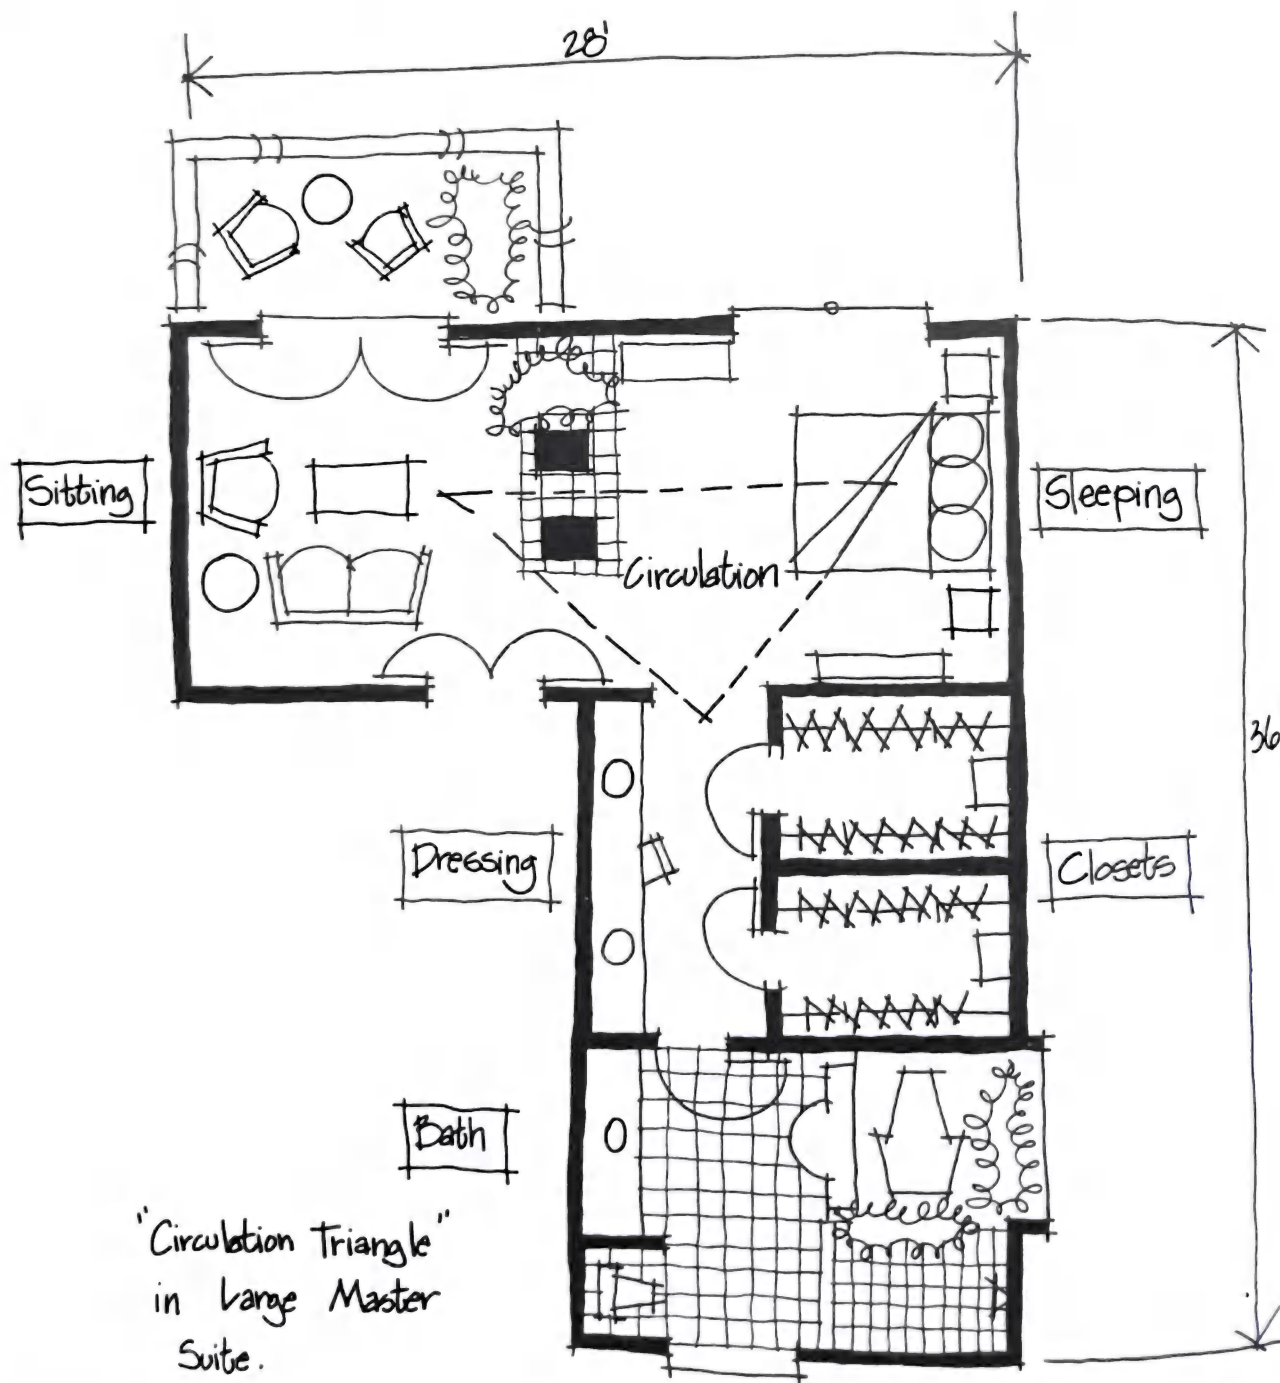 28'
Sitting
Sleeping
Circulation
36
Dressing
Closets
Bath
"Circulation Triangle"
in Large Master
Suite.